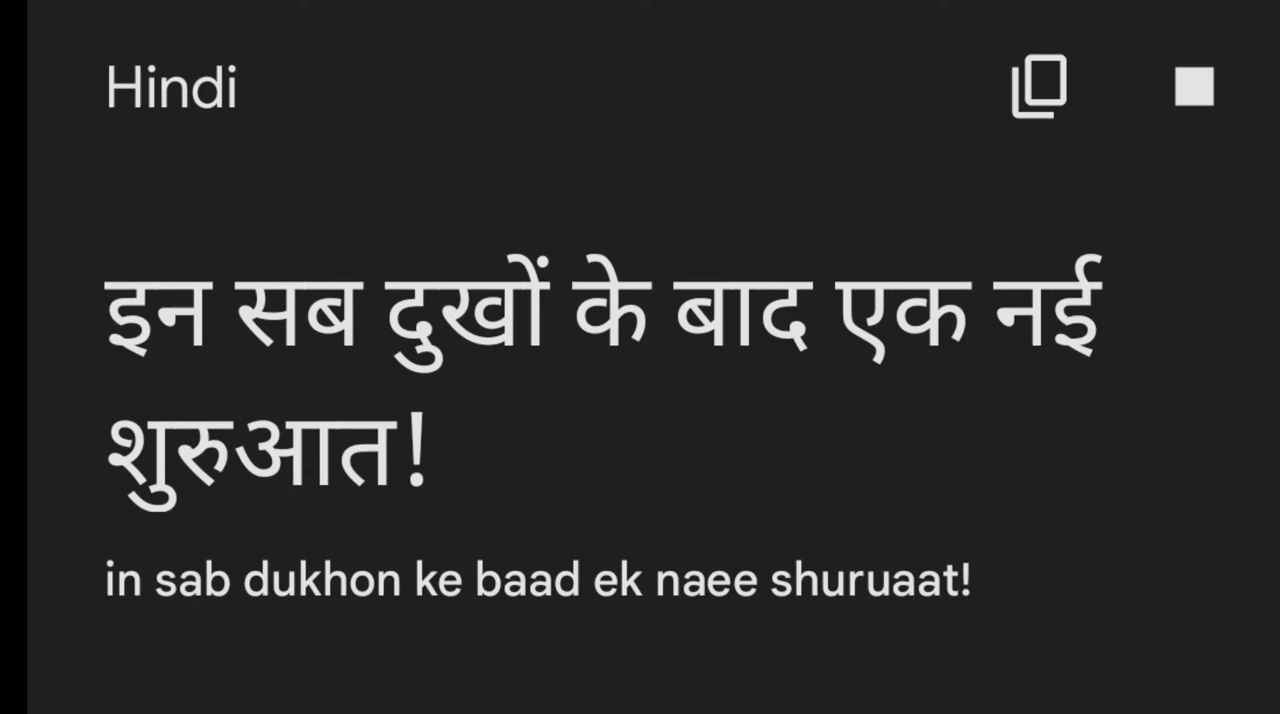 Hindi
इन सब दुखों के बाद एक नई
शुरुआत!
in sab dukhon ke baad ek naee shuruaat!